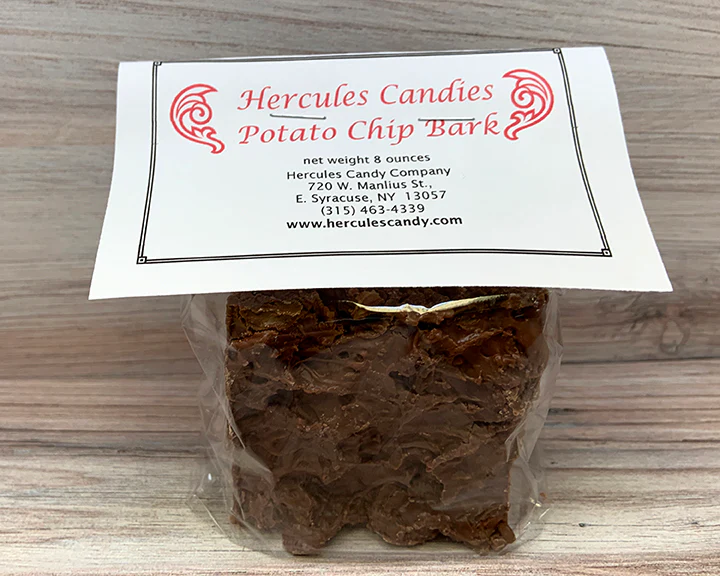 Hercules Candies
Potato Chip Bark
net weight 8 ounces
Hercules Candy Company
720 W. Manlius St.,
E. Syracuse, NY 13057
(315) 463-4339
www.herculescandy.com